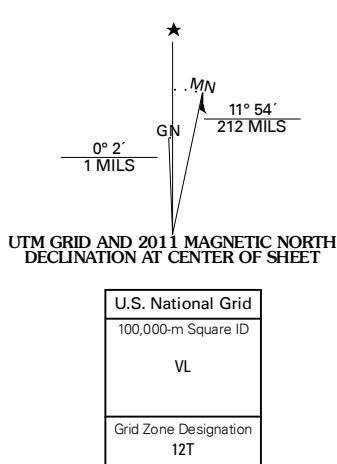 MN
11° 54´
212 MILS
GN
0° 2´
1 MILS
UTM GRID AND 2011 MAGNETIC NORTH
DECLINATION AT CENTER OF SHEET
U.S. National Grid
100,000-m Square ID
VL
Grid Zone Designation
12T